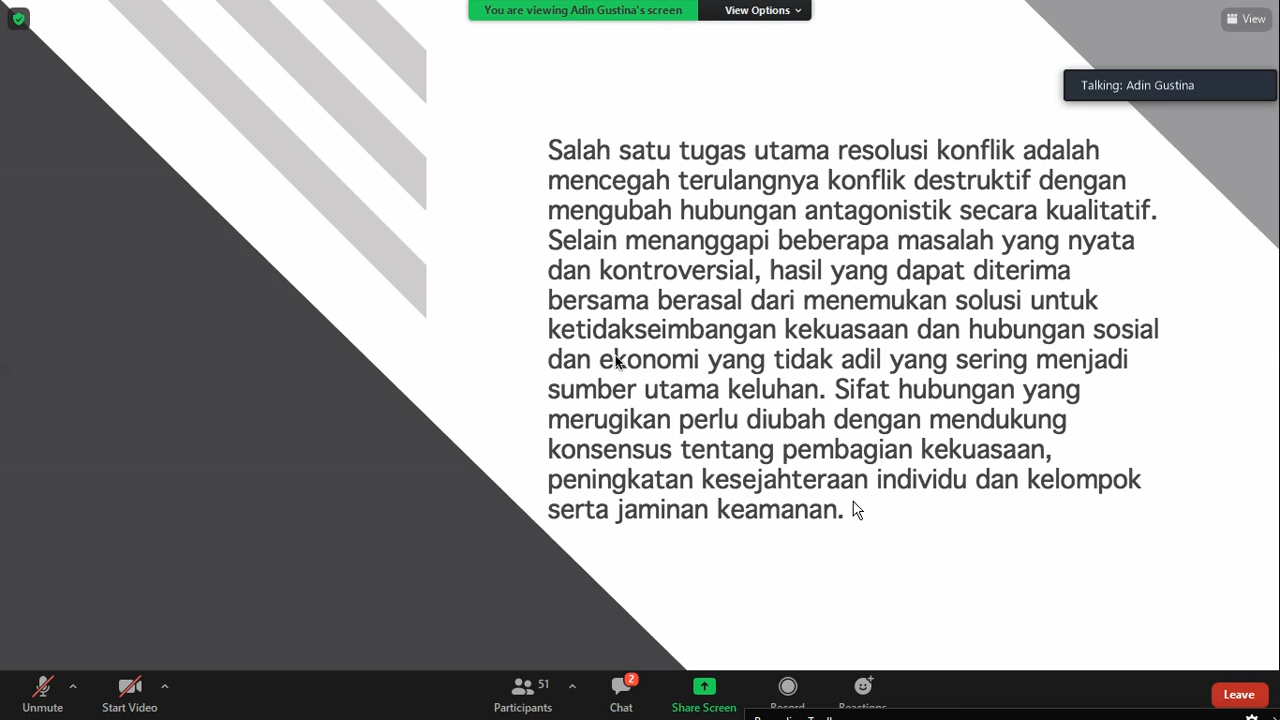 You are viewing Adin Gustina's screen
View Options
View
Talking: Adin Gustina
Salah satu tugas utama resolusi konflik adalah
mencegah terulangnya konflik destruktif dengan
mengubah hubungan antagonistik secara kualitatif.
Selain menanggapi beberapa masalah yang nyata
dan kontroversial, hasil yang dapat diterima
bersama berasal dari menemukan solusi untuk
ketidakseimbangan kekuasaan dan hubungan sosial
dan ekonomi yang tidak adil yang sering menjadi
sumber utama keluhan. Sifat hubungan yang
merugikan perlu diubah dengan mendukung
konsensus tentang pembagian kekuasaan,
peningkatan kesejahteraan individu dan kelompok
serta jaminan keamanan.
51
2
Unmute
Start Video
Participants
Chat
Share Screen
Record
Reactions
Leave